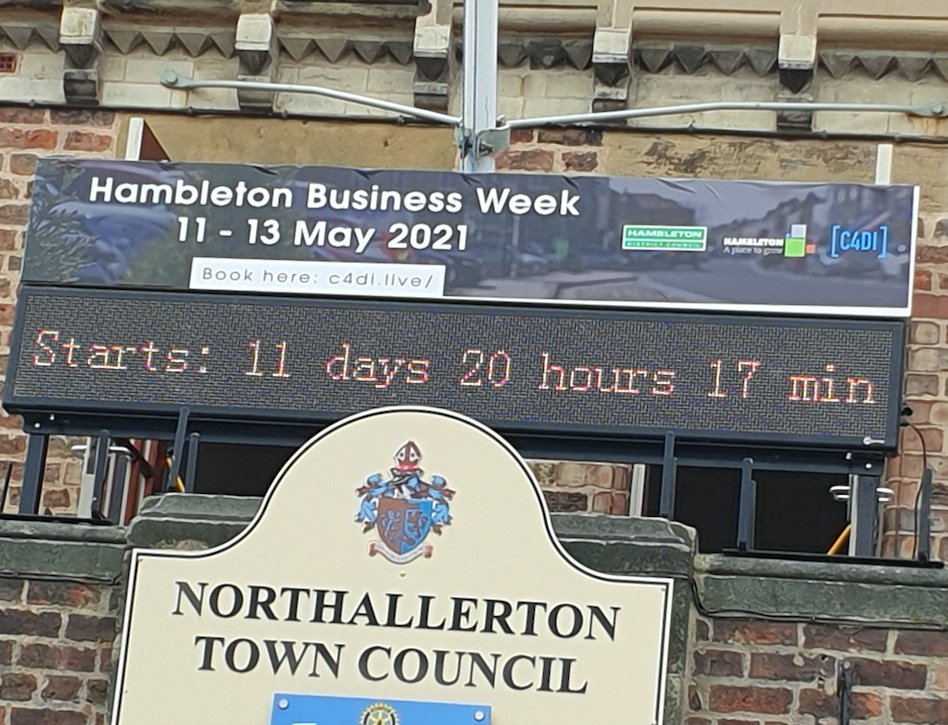 Hambleton Business Week
11 - 13 May 2021
Book here: c4di.live/
HAMBLETON
DISTRICT COUNCIL
HAMBLETON
A place to grow
[C4DI]
Starts: 11 days 20 hours 17 min
NORTHALLERTON
TOWN COUNCIL